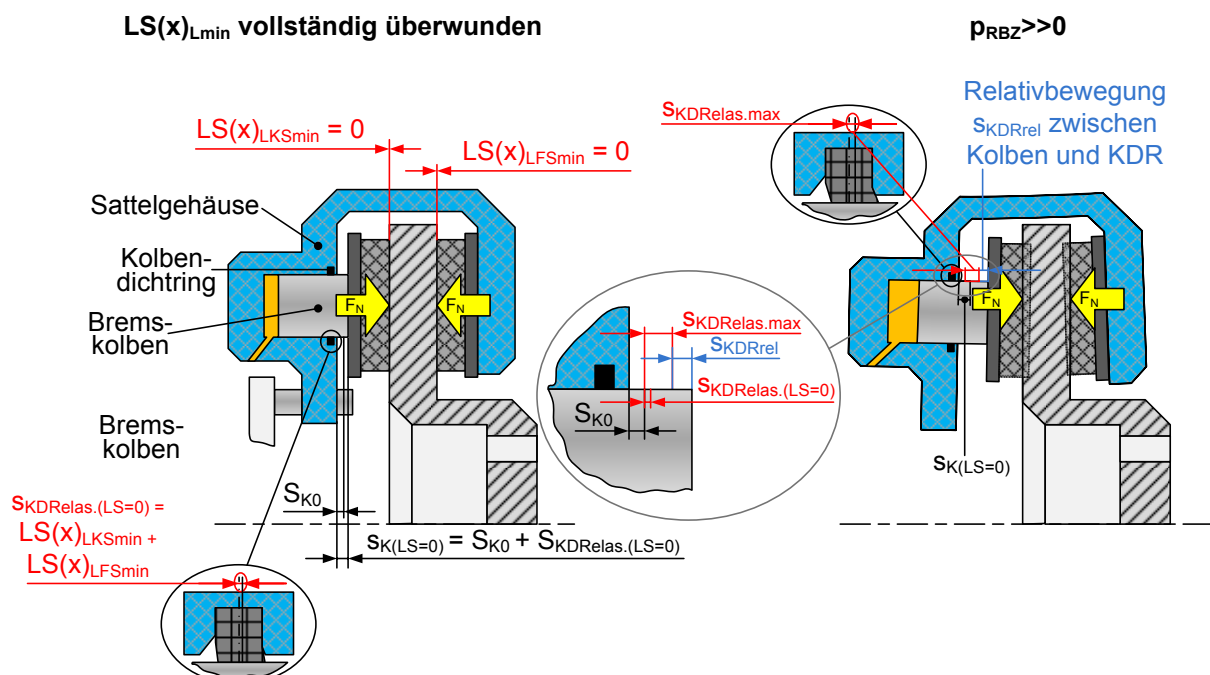 LS(x)Lmin vollständig überwunden
pRBZ>>0
LS(x)LKSmin = 0
LS(x)LFSmin = 0
Sattelgehäuse
Kolben-
dichtring
Brems-
kolben
FN
FN
Brems-
kolben
SK0
sKDRelas.(LS=0) =
LS(x)LKSmin +
LS(x)LFSmin
sK(LS=0) = SK0 + SKDRelas.(LS=0)
sKDRelas.max
sKDRrel
sKDRelas.(LS=0)
SK0
sKDRelas.max
Relativbewegung
sKDRrel zwischen
Kolben und KDR
FN
FN
sK(LS=0)